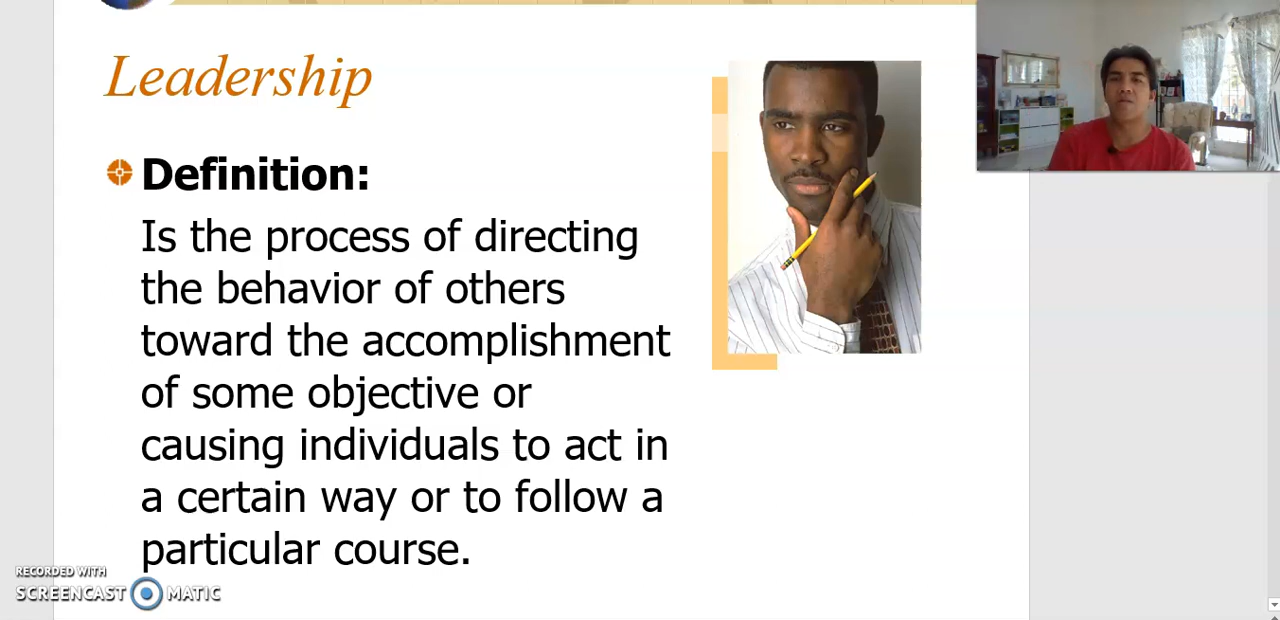 Leadership
Definition:
Is the process of directing
the behavior of others
toward the accomplishment
of some objective or
causing individuals to act in
a certain way or to follow a
particular course.
RECORDED WITH
SCREENCAST MATIC